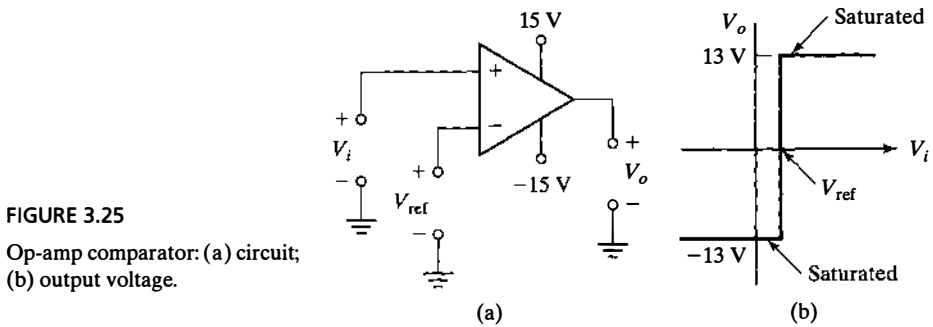 FIGURE 3.25
Op-amp comparator: (a) circuit;
(b) output voltage.
15 V
+
−
+
V_i
−
+
V_ref
−
−15 V
+
V_o
−
(a)
V_o
Saturated
13 V
V_i
V_ref
−13 V
Saturated
(b)